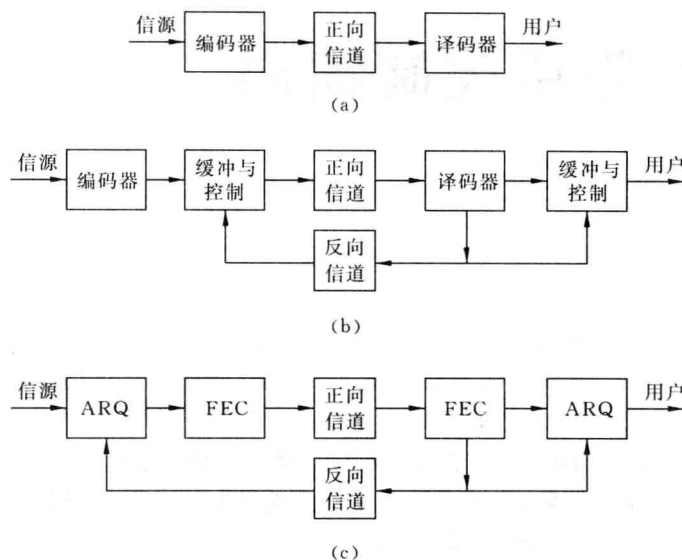 信源
编码器
正向
信道
译码器
用户
(a)
信源
编码器
缓冲与
控制
正向
信道
译码器
缓冲与
控制
用户
反向
信道
(b)
信源
ARQ
FEC
正向
信道
FEC
ARQ
用户
反向
信道
(c)